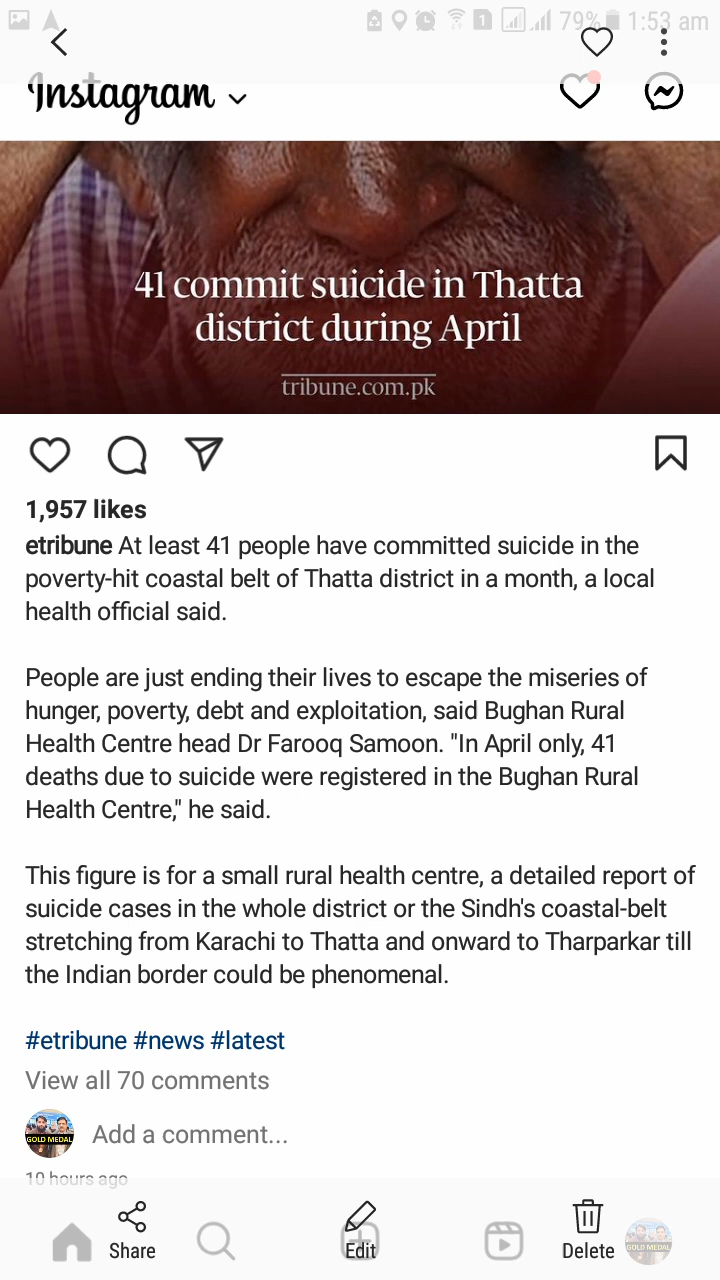 79% 1:53 am
Instagram
41 commit suicide in Thatta
district during April
tribune.com.pk
1,957 likes
etribune At least 41 people have committed suicide in the
poverty-hit coastal belt of Thatta district in a month, a local
health official said.
People are just ending their lives to escape the miseries of
hunger, poverty, debt and exploitation, said Bughan Rural
Health Centre head Dr Farooq Samoon. "In April only, 41
deaths due to suicide were registered in the Bughan Rural
Health Centre," he said.
This figure is for a small rural health centre, a detailed report of
suicide cases in the whole district or the Sindh's coastal-belt
stretching from Karachi to Thatta and onward to Tharparkar till
the Indian border could be phenomenal.
#etribune #news #latest
View all 70 comments
GOLD MEDAL
Add a comment...
10 hours ago
Share Edit Delete
GOLD MEDAL